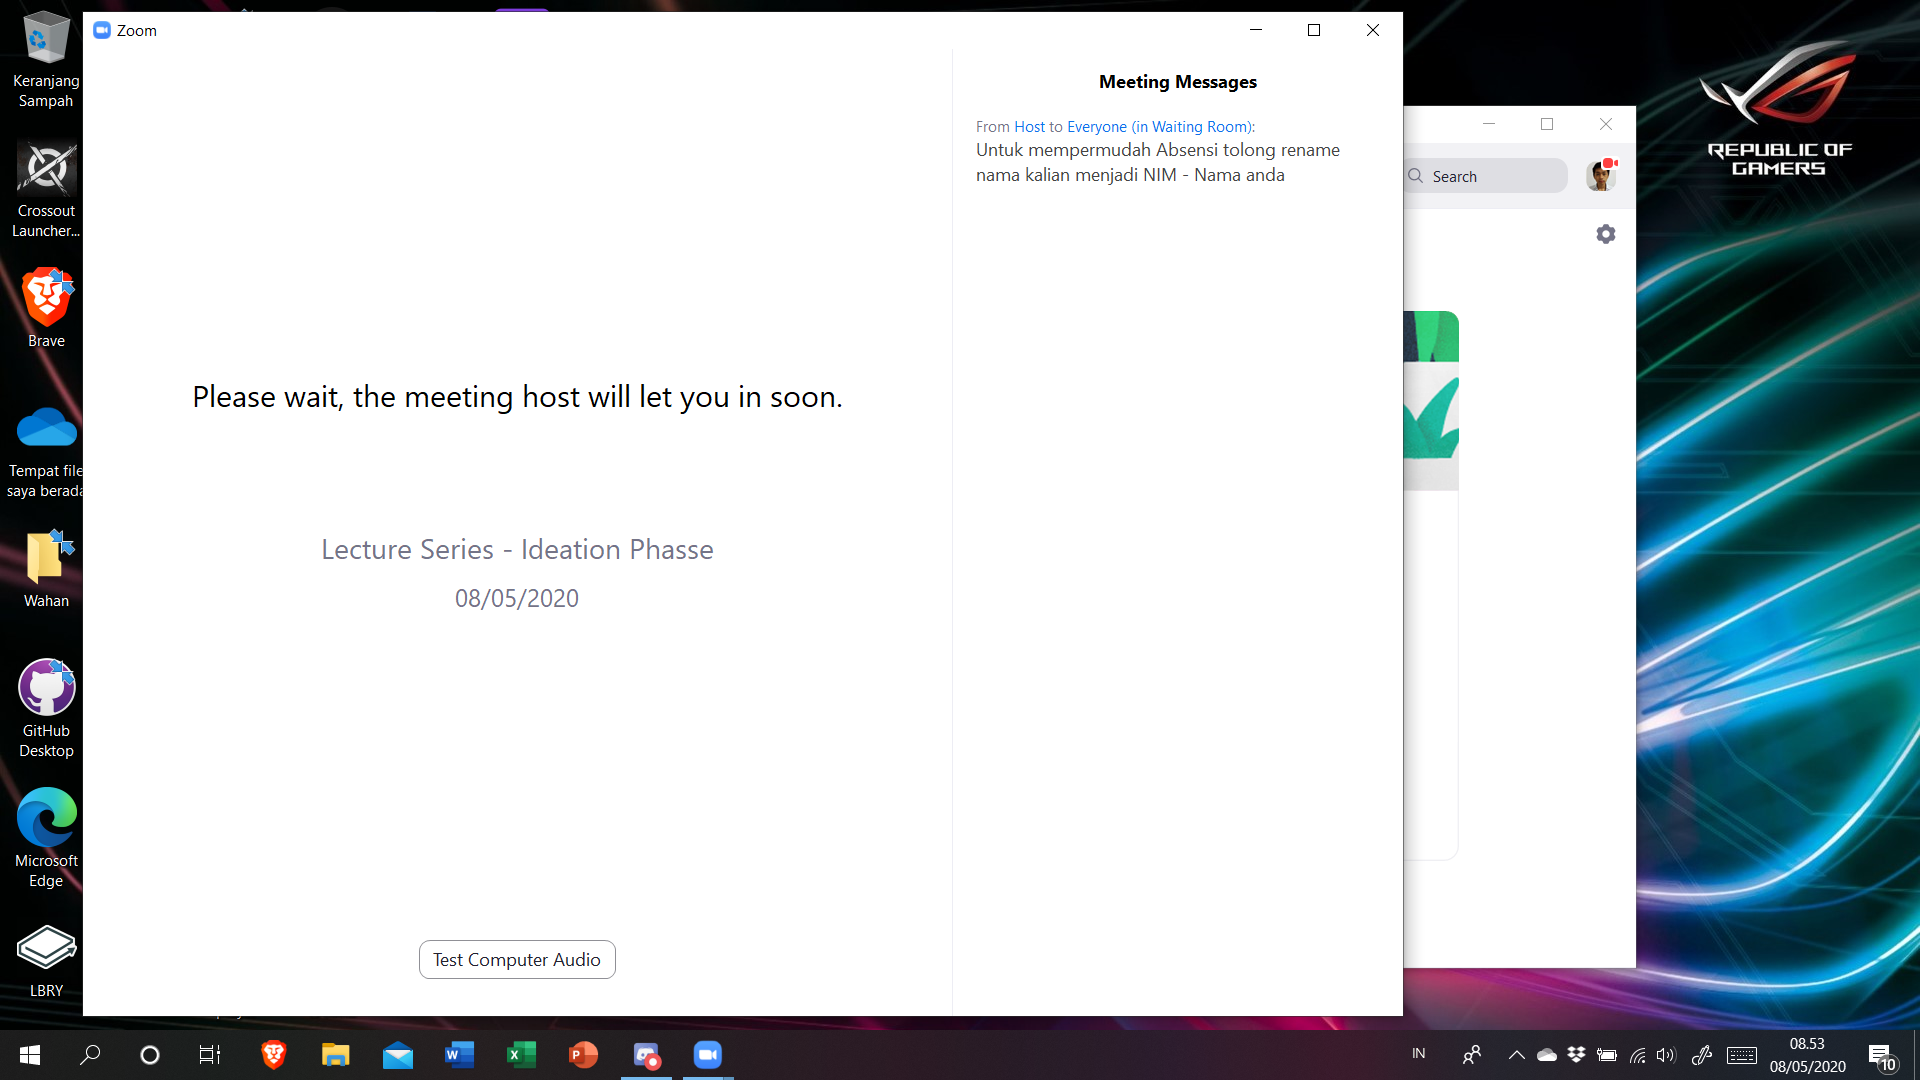 Zoom
Please wait, the meeting host will let you in soon.
Lecture Series - Ideation Phasse
08/05/2020
Test Computer Audio
Meeting Messages
From Host to Everyone (in Waiting Room):
Untuk mempermudah Absensi tolong rename
nama kalian menjadi NIM - Nama anda
Search
REPUBLIC OF
GAMERS
Keranjang
Sampah
Crossout
Launcher...
Brave
Tempat file
saya berada
Wahan
GitHub
Desktop
Microsoft
Edge
LBRY
IN
08.53
08/05/2020
10